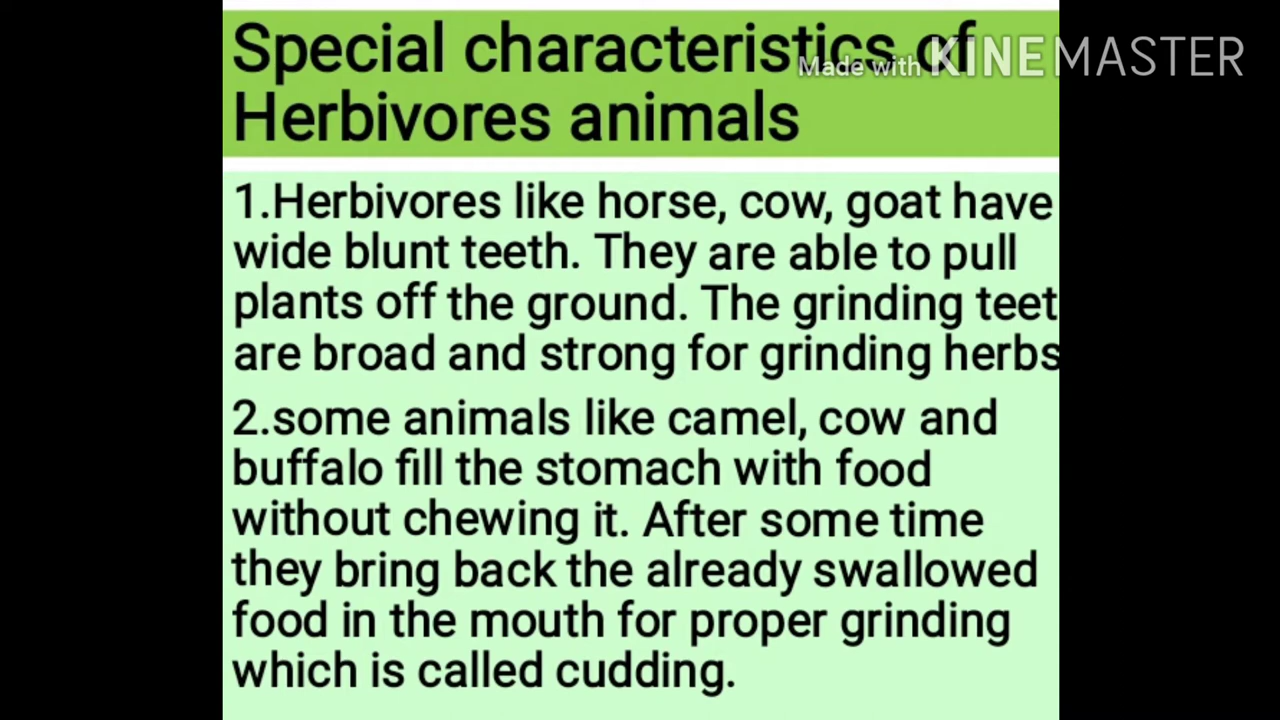 Special characteristics of
Made with KINEMASTER
Herbivores animals
1.Herbivores like horse, cow, goat have
wide blunt teeth. They are able to pull
plants off the ground. The grinding teet
are broad and strong for grinding herbs
2.some animals like camel, cow and
buffalo fill the stomach with food
without chewing it. After some time
they bring back the already swallowed
food in the mouth for proper grinding
which is called cudding.